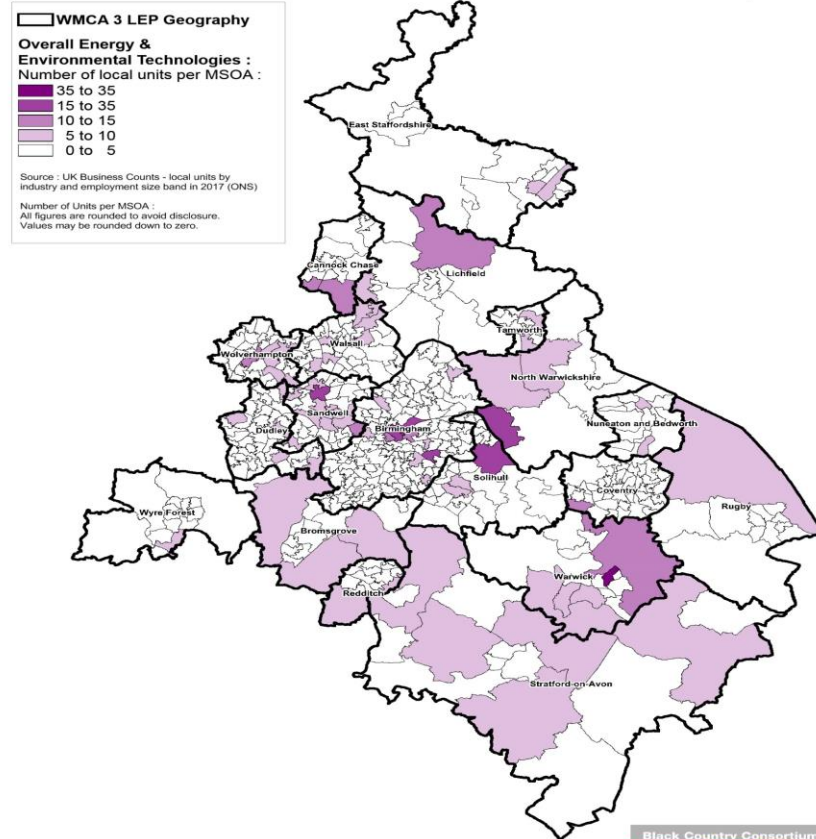 WMCA 3 LEP Geography
Overall Energy &
Environmental Technologies :
Number of local units per MSOA :
35 to 35
15 to 35
10 to 15
5 to 10
0 to 5
Source : UK Business Counts - local units by
industry and employment size band in 2017 (ONS)
Number of Units per MSOA :
All figures are rounded to avoid disclosure.
Values may be rounded down to zero.
East Staffordshire
Cannock Chase
Lichfield
Tamworth
Wolverhampton
Walsall
North Warwickshire
Sandwell
Dudley
Birmingham
Nuneaton and Bedworth
Solihull
Coventry
Rugby
Wyre Forest
Bromsgrove
Warwick
Redditch
Stratford-on-Avon
Black Country Consortium